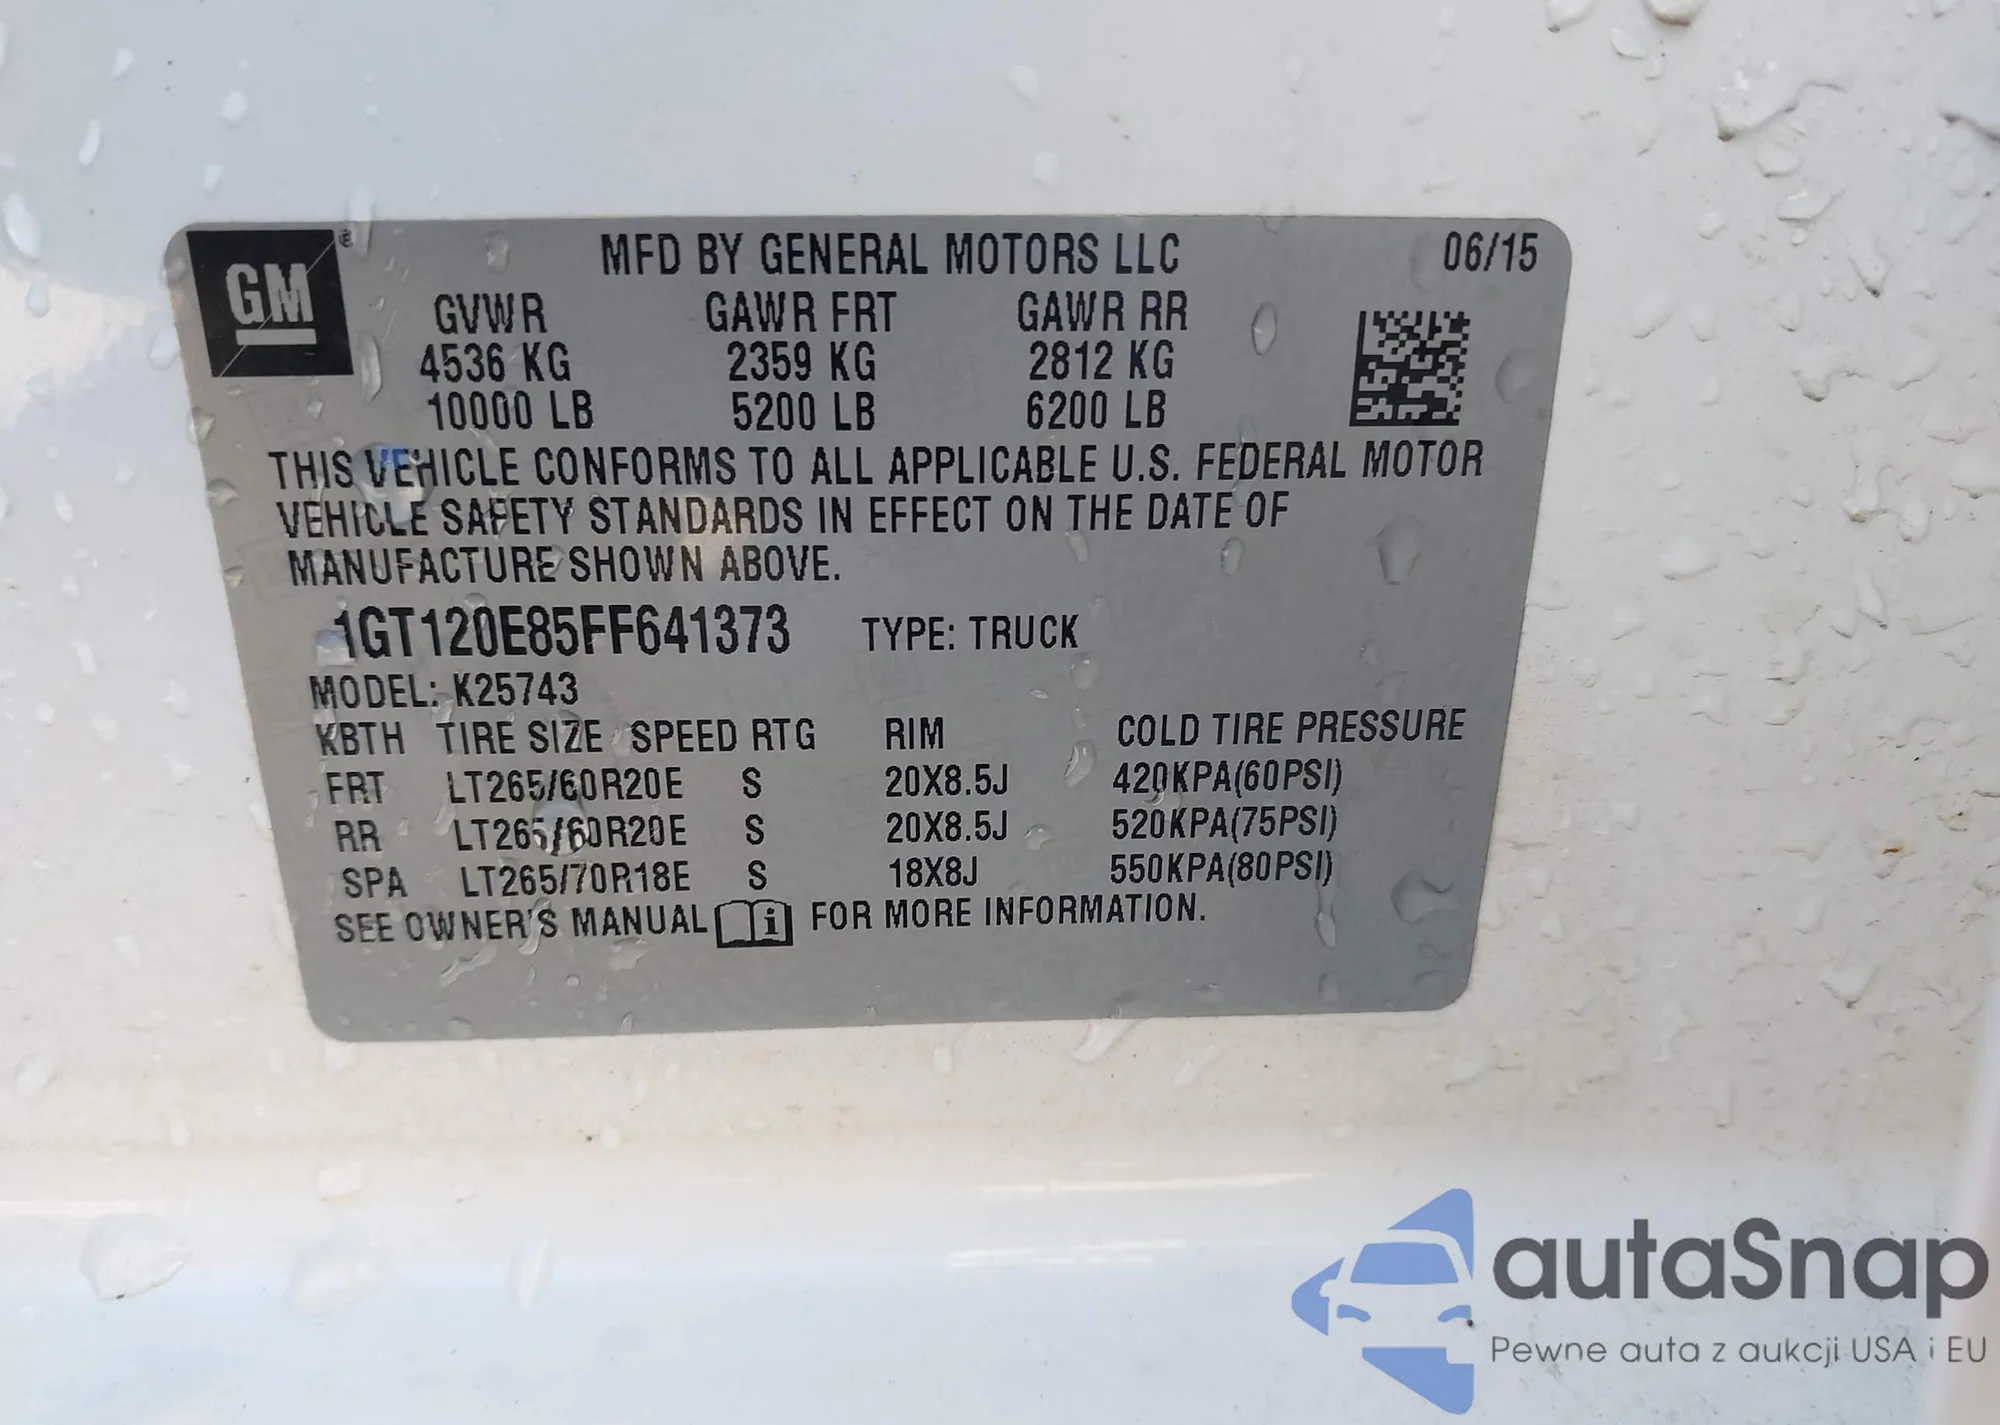 GM ® MFD BY GENERAL MOTORS LLC 06/15
GVWR GAWR FRT GAWR RR
4536 KG 2359 KG 2812 KG
10000 LB 5200 LB 6200 LB
THIS VEHICLE CONFORMS TO ALL APPLICABLE U.S. FEDERAL MOTOR
VEHICLE SAFETY STANDARDS IN EFFECT ON THE DATE OF
MANUFACTURE SHOWN ABOVE.
1GT120E85FF641373 TYPE: TRUCK
MODEL: K25743
KBTH TIRE SIZE SPEED RTG RIM COLD TIRE PRESSURE
FRT LT265/60R20E S 20X8.5J 420KPA(60PSI)
RR LT265/60R20E S 20X8.5J 520KPA(75PSI)
SPA LT265/70R18E S 18X8J 550KPA(80PSI)
SEE OWNER'S MANUAL i FOR MORE INFORMATION.
autaSnap
Pewne auta z aukcji USA i EU